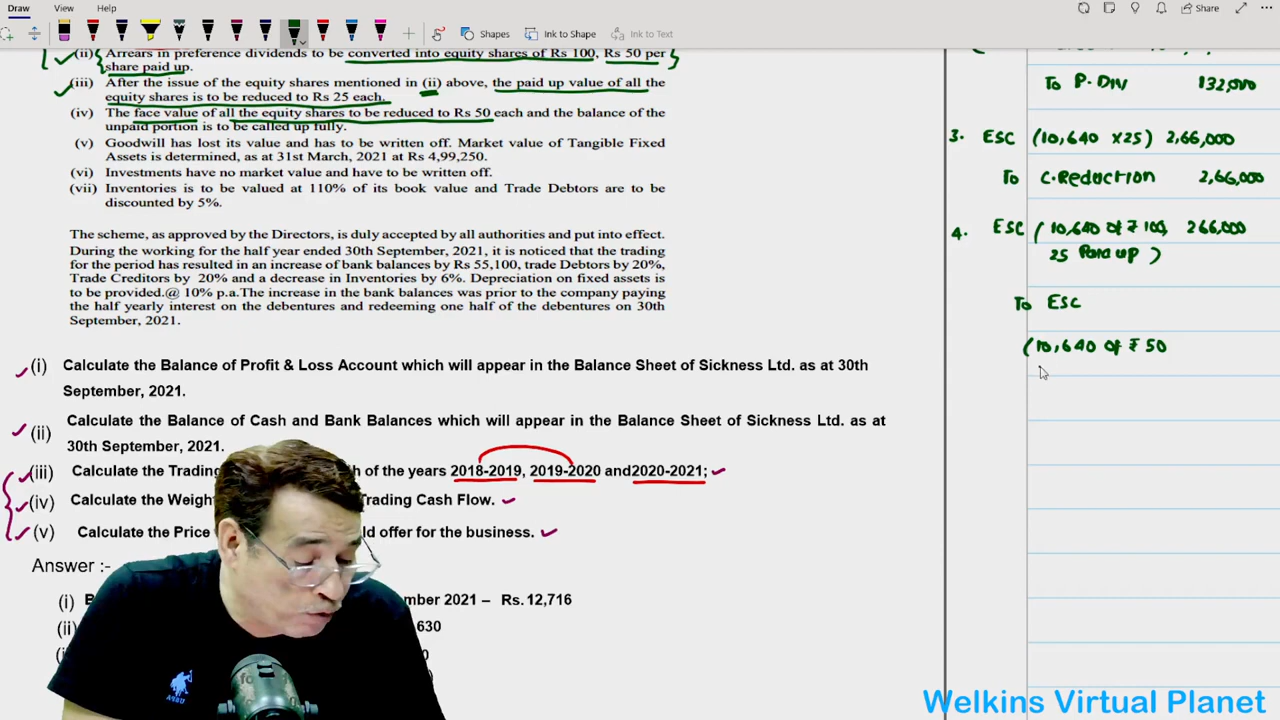 Draw View Help
Shapes Ink to Shape Ink to Text Share
(ii) Arrears in preference dividends to be converted into equity shares of Rs 100, Rs 50 per
share paid up.
(iii) After the issue of the equity shares mentioned in (ii) above, the paid up value of all the
equity shares is to be reduced to Rs 25 each.
(iv) The face value of all the equity shares to be reduced to Rs 50 each and the balance of the
unpaid portion is to be called up fully.
(v) Goodwill has lost its value and has to be written off. Market value of Tangible Fixed
Assets is determined, as at 31st March, 2021 at Rs 4,99,250.
(vi) Investments have no market value and have to be written off.
(vii) Inventories is to be valued at 110% of its book value and Trade Debtors are to be
discounted by 5%.
The scheme, as approved by the Directors, is duly accepted by all authorities and put into effect.
During the working for the half year ended 30th September, 2021, it is noticed that the trading
for the period has resulted in an increase of bank balances by Rs 55,100, trade Debtors by 20%,
Trade Creditors by 20% and a decrease in Inventories by 6%. Depreciation on fixed assets is
to be provided.@ 10% p.a.The increase in the bank balances was prior to the company paying
the half yearly interest on the debentures and redeeming one half of the debentures on 30th
September, 2021.
(i) Calculate the Balance of Profit & Loss Account which will appear in the Balance Sheet of Sickness Ltd. as at 30th
September, 2021.
(ii) Calculate the Balance of Cash and Bank Balances which will appear in the Balance Sheet of Sickness Ltd. as at
30th September, 2021.
(iii) Calculate the Trading th of the years 2018-2019, 2019-2020 and2020-2021;
(iv) Calculate the Weigh Trading Cash Flow.
(v) Calculate the Price ld offer for the business.
Answer :-
(i) B mber 2021 – Rs. 12,716
(ii) 630
To P.Div 132,000
3. ESC (10,640 x25) 2,66,000
To C.Reduction 2,66,000
4. ESC (10,640 of ₹ 100, 266,000
25 Paid up )
To ESC
(10,640 of ₹ 50
Welkins Virtual Planet